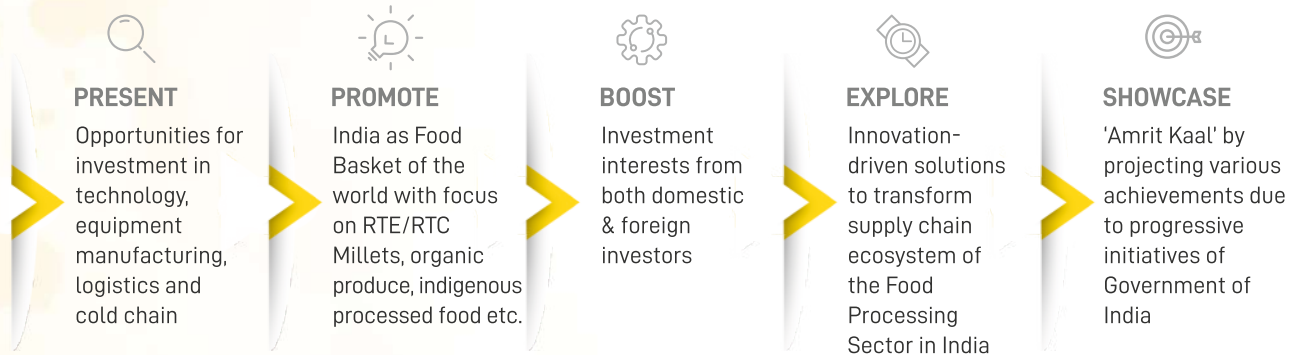 PRESENT
Opportunities for
investment in
technology,
equipment
manufacturing,
logistics and
cold chain
PROMOTE
India as Food
Basket of the
world with focus
on RTE/RTC
Millets, organic
produce, indigenous
processed food etc.
BOOST
Investment
interests from
both domestic
& foreign
investors
EXPLORE
Innovation-
driven solutions
to transform
supply chain
ecosystem of
the Food
Processing
Sector in India
SHOWCASE
‘Amrit Kaal’ by
projecting various
achievements due
to progressive
initiatives of
Government of
India